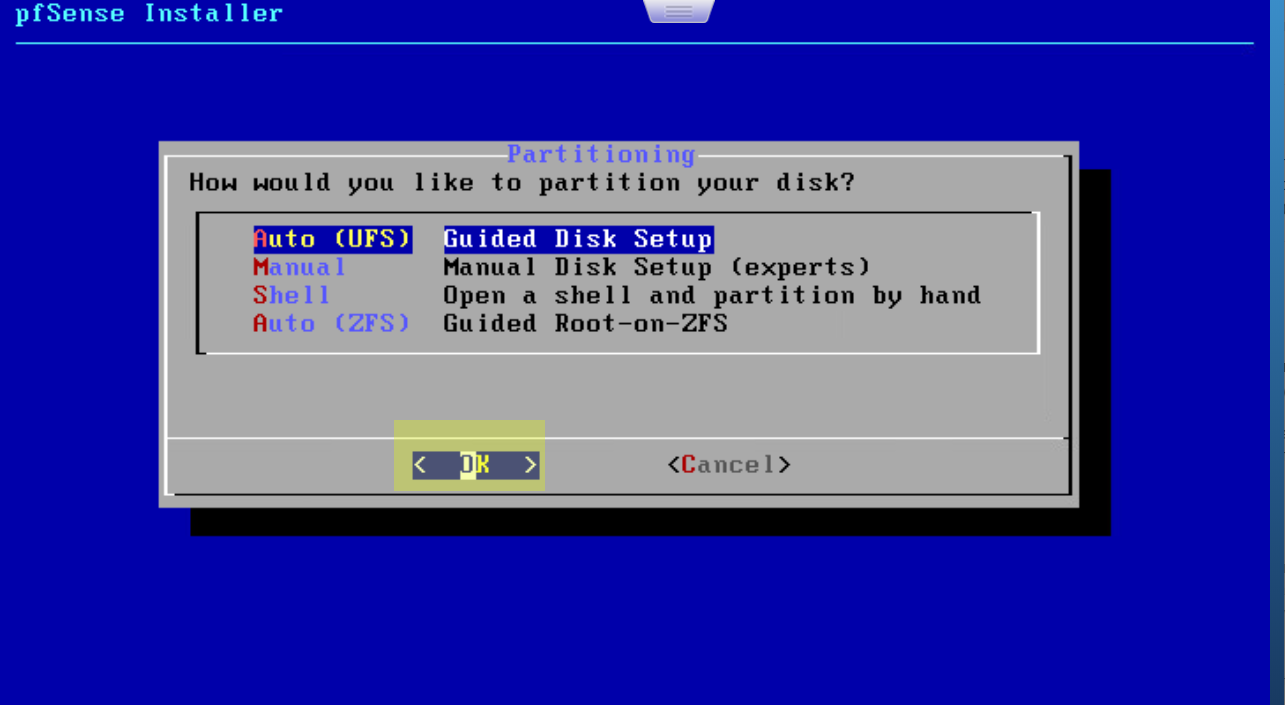 pfSense Installer
Partitioning
How would you like to partition your disk?
Auto (UFS) Guided Disk Setup
Manual Manual Disk Setup (experts)
Shell Open a shell and partition by hand
Auto (ZFS) Guided Root-on-ZFS
< OK > <Cancel>